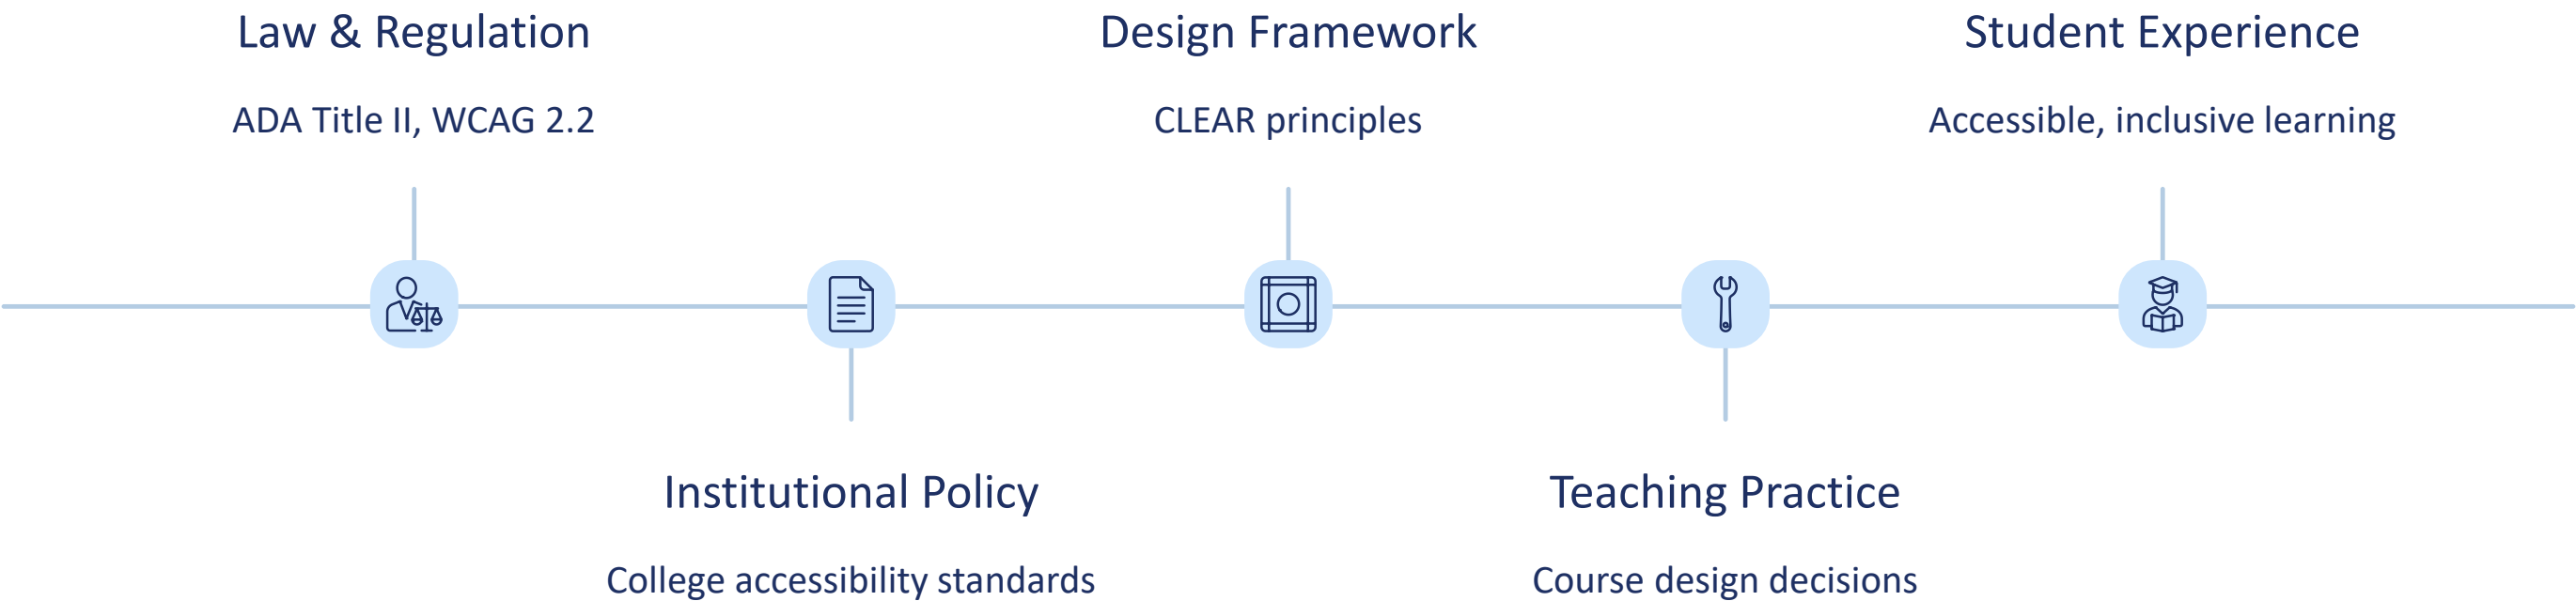 Law & Regulation
ADA Title II, WCAG 2.2
Institutional Policy
College accessibility standards
Design Framework
CLEAR principles
Teaching Practice
Course design decisions
Student Experience
Accessible, inclusive learning